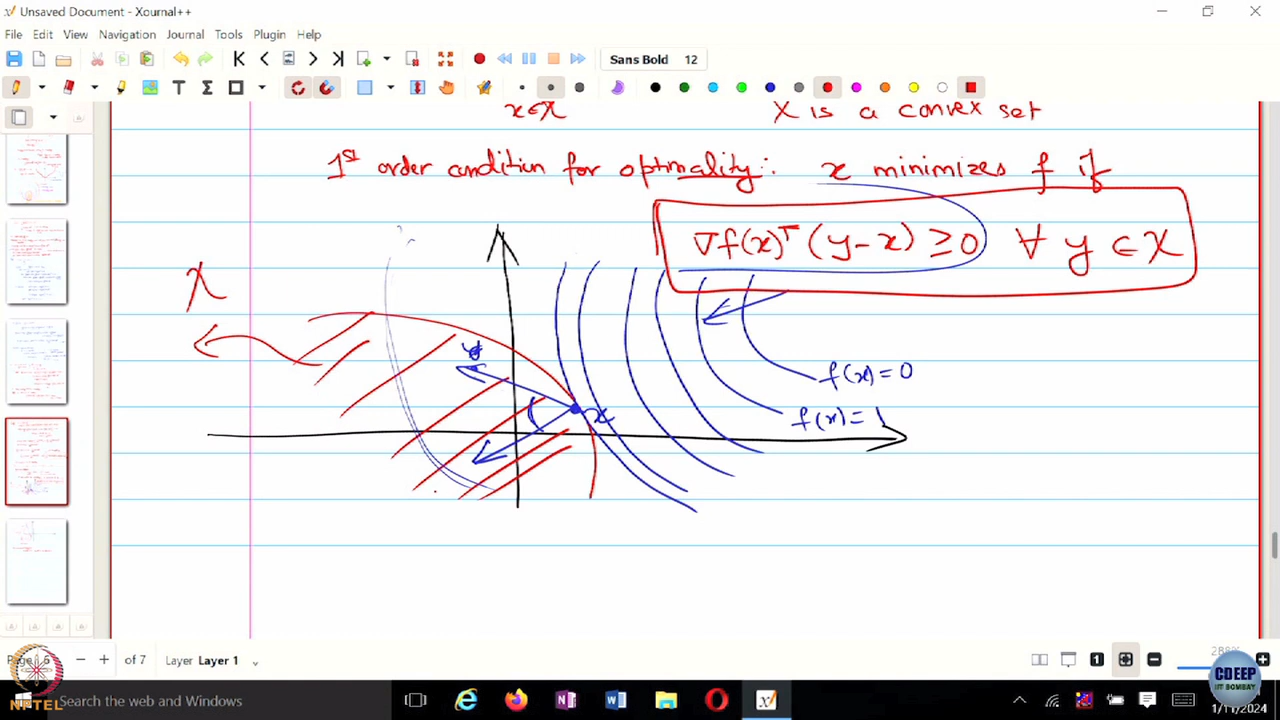 Unsaved Document - Xournal++
File Edit View Navigation Journal Tools Plugin Help
Sans Bold 12
x∈X X is a convex set
1st order condition for optimality: x minimizes f if
∇f(x)ᵀ(y-x) ≥ 0 ∀ y ∈ X
X
f(x)=0
x
f(x)=1
of 7 Layer Layer 1
288%
Search the web and Windows
NPTEL
CDEEP
IIT BOMBAY
1/11/2024